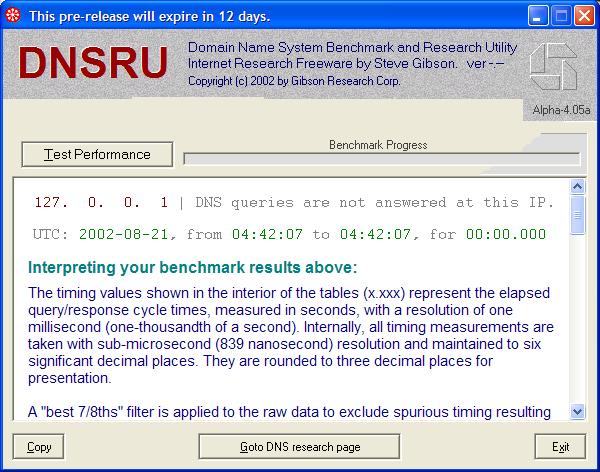 This pre-release will expire in 12 days.
DNSRU
Domain Name System Benchmark and Research Utility
Internet Research Freeware by Steve Gibson. ver -.--
Copyright (c) 2002 by Gibson Research Corp.
Alpha-4.05a
Test Performance
Benchmark Progress
127. 0. 0. 1 | DNS queries are not answered at this IP.
UTC: 2002-08-21, from 04:42:07 to 04:42:07, for 00:00.000
Interpreting your benchmark results above:
The timing values shown in the interior of the tables (x.xxx) represent the elapsed
query/response cycle times, measured in seconds, with a resolution of one
millisecond (one-thousandth of a second). Internally, all timing measurements are
taken with sub-microsecond (839 nanosecond) resolution and maintained to six
significant decimal places. They are rounded to three decimal places for
presentation.
A "best 7/8ths" filter is applied to the raw data to exclude spurious timing resulting
Copy
Goto DNS research page
Exit